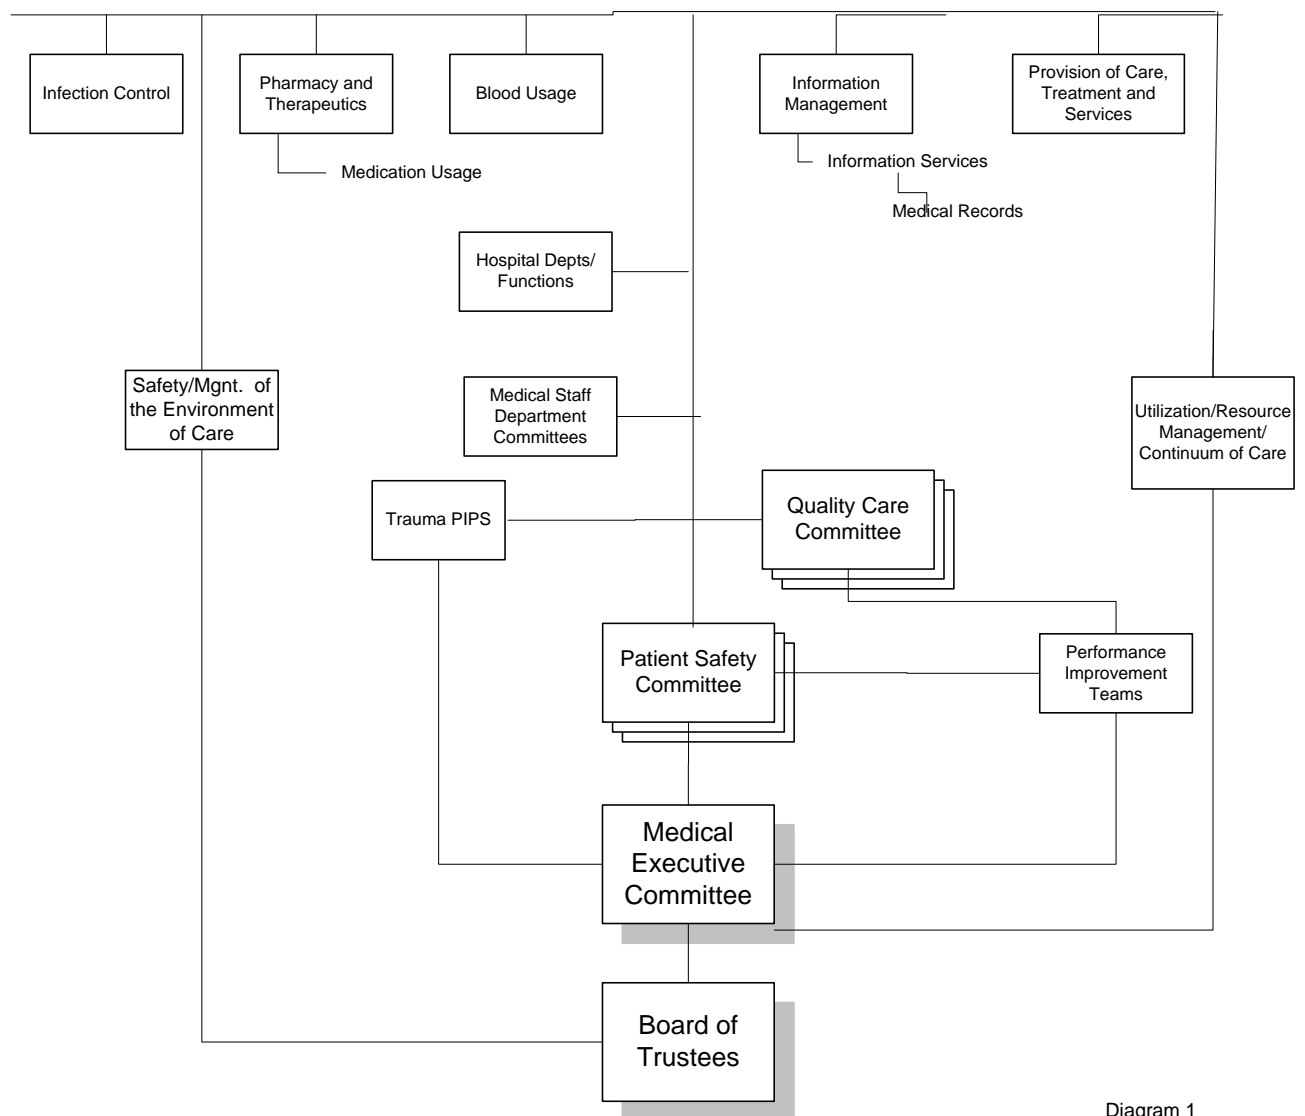 Infection Control
Pharmacy and
Therapeutics
Blood Usage
Information
Management
Provision of Care,
Treatment and
Services
Medication Usage
Information Services
Medical Records
Hospital Depts/
Functions
Safety/Mgnt. of
the Environment
of Care
Medical Staff
Department
Committees
Utilization/Resource
Management/
Continuum of Care
Trauma PIPS
Quality Care
Committee
Patient Safety
Committee
Performance
Improvement
Teams
Medical
Executive
Committee
Board of
Trustees
Diagram 1